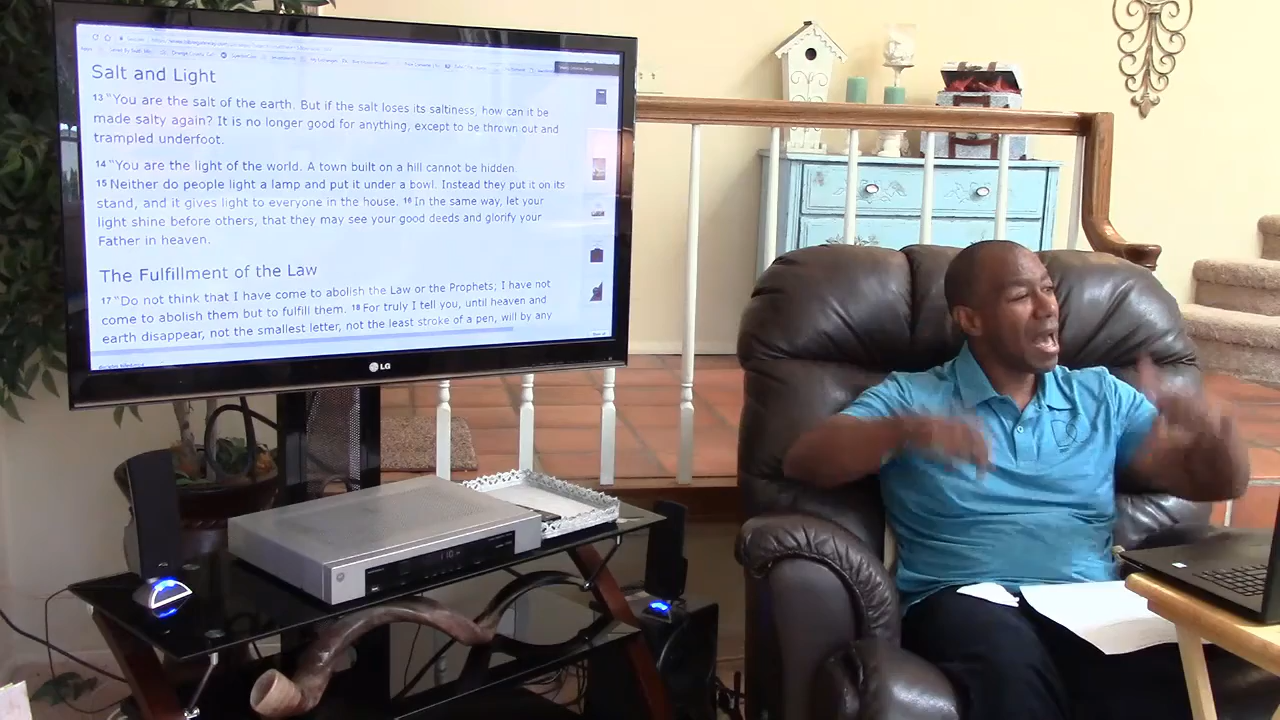 Salt and Light
13 "You are the salt of the earth. But if the salt loses its saltiness, how can it be
made salty again? It is no longer good for anything, except to be thrown out and
trampled underfoot.
14 "You are the light of the world. A town built on a hill cannot be hidden.
15 Neither do people light a lamp and put it under a bowl. Instead they put it on its
stand, and it gives light to everyone in the house. 16 In the same way, let your
light shine before others, that they may see your good deeds and glorify your
Father in heaven.
The Fulfillment of the Law
17 "Do not think that I have come to abolish the Law or the Prophets; I have not
come to abolish them but to fulfill them. 18 For truly I tell you, until heaven and
earth disappear, not the smallest letter, not the least stroke of a pen, will by any
LG